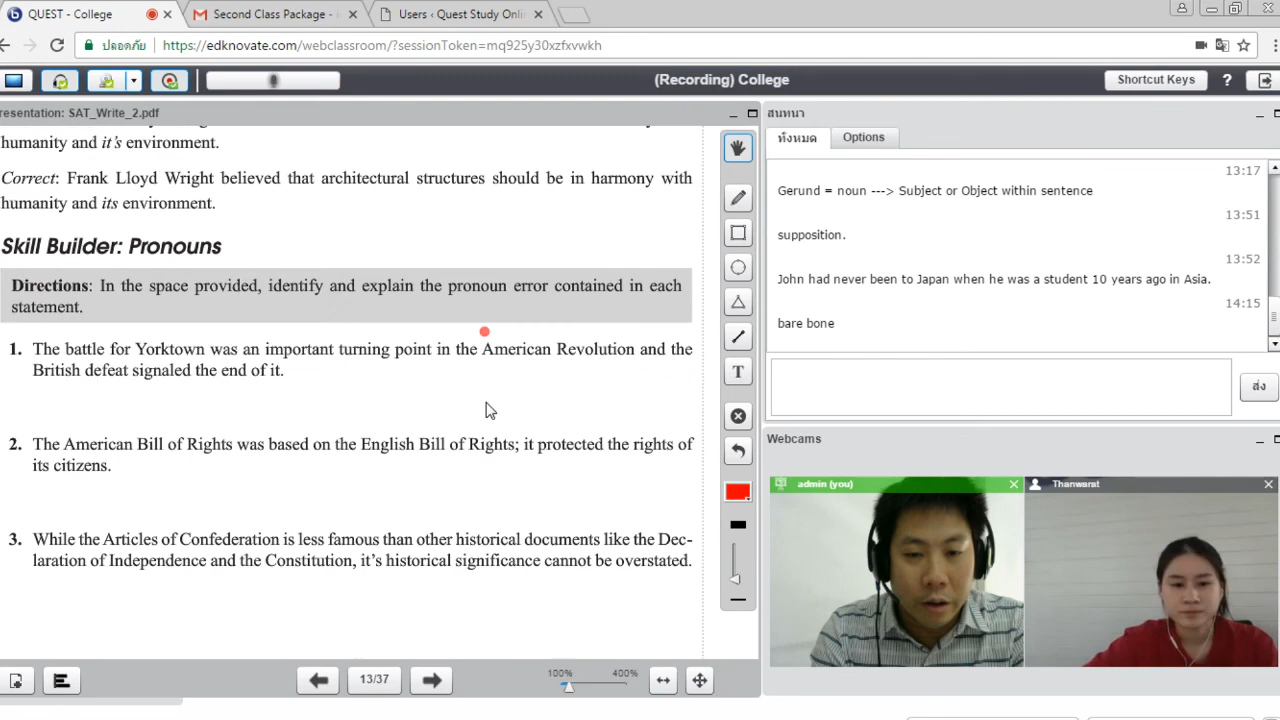 QUEST - College
Second Class Package -
Users ‹ Quest Study Onli
ปลอดภัย
https://edknovate.com/webclassroom/?sessionToken=mq925y30xzfxvwkh
(Recording) College
Shortcut Keys
?
resentation: SAT_Write_2.pdf
humanity and it's environment.
Correct: Frank Lloyd Wright believed that architectural structures should be in harmony with
humanity and its environment.
Skill Builder: Pronouns
Directions: In the space provided, identify and explain the pronoun error contained in each
statement.
1. The battle for Yorktown was an important turning point in the American Revolution and the
British defeat signaled the end of it.
2. The American Bill of Rights was based on the English Bill of Rights; it protected the rights of
its citizens.
3. While the Articles of Confederation is less famous than other historical documents like the Dec-
laration of Independence and the Constitution, it's historical significance cannot be overstated.
T
13/37
100%
400%
สนทนา
ทั้งหมด
Options
13:17
Gerund = noun ---> Subject or Object within sentence
13:51
supposition.
13:52
John had never been to Japan when he was a student 10 years ago in Asia.
14:15
bare bone
ส่ง
Webcams
admin (you)
Thanwarat